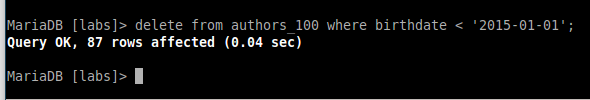 MariaDB [labs]> delete from authors_100 where birthdate < '2015-01-01';
Query OK, 87 rows affected (0.04 sec)
MariaDB [labs]>